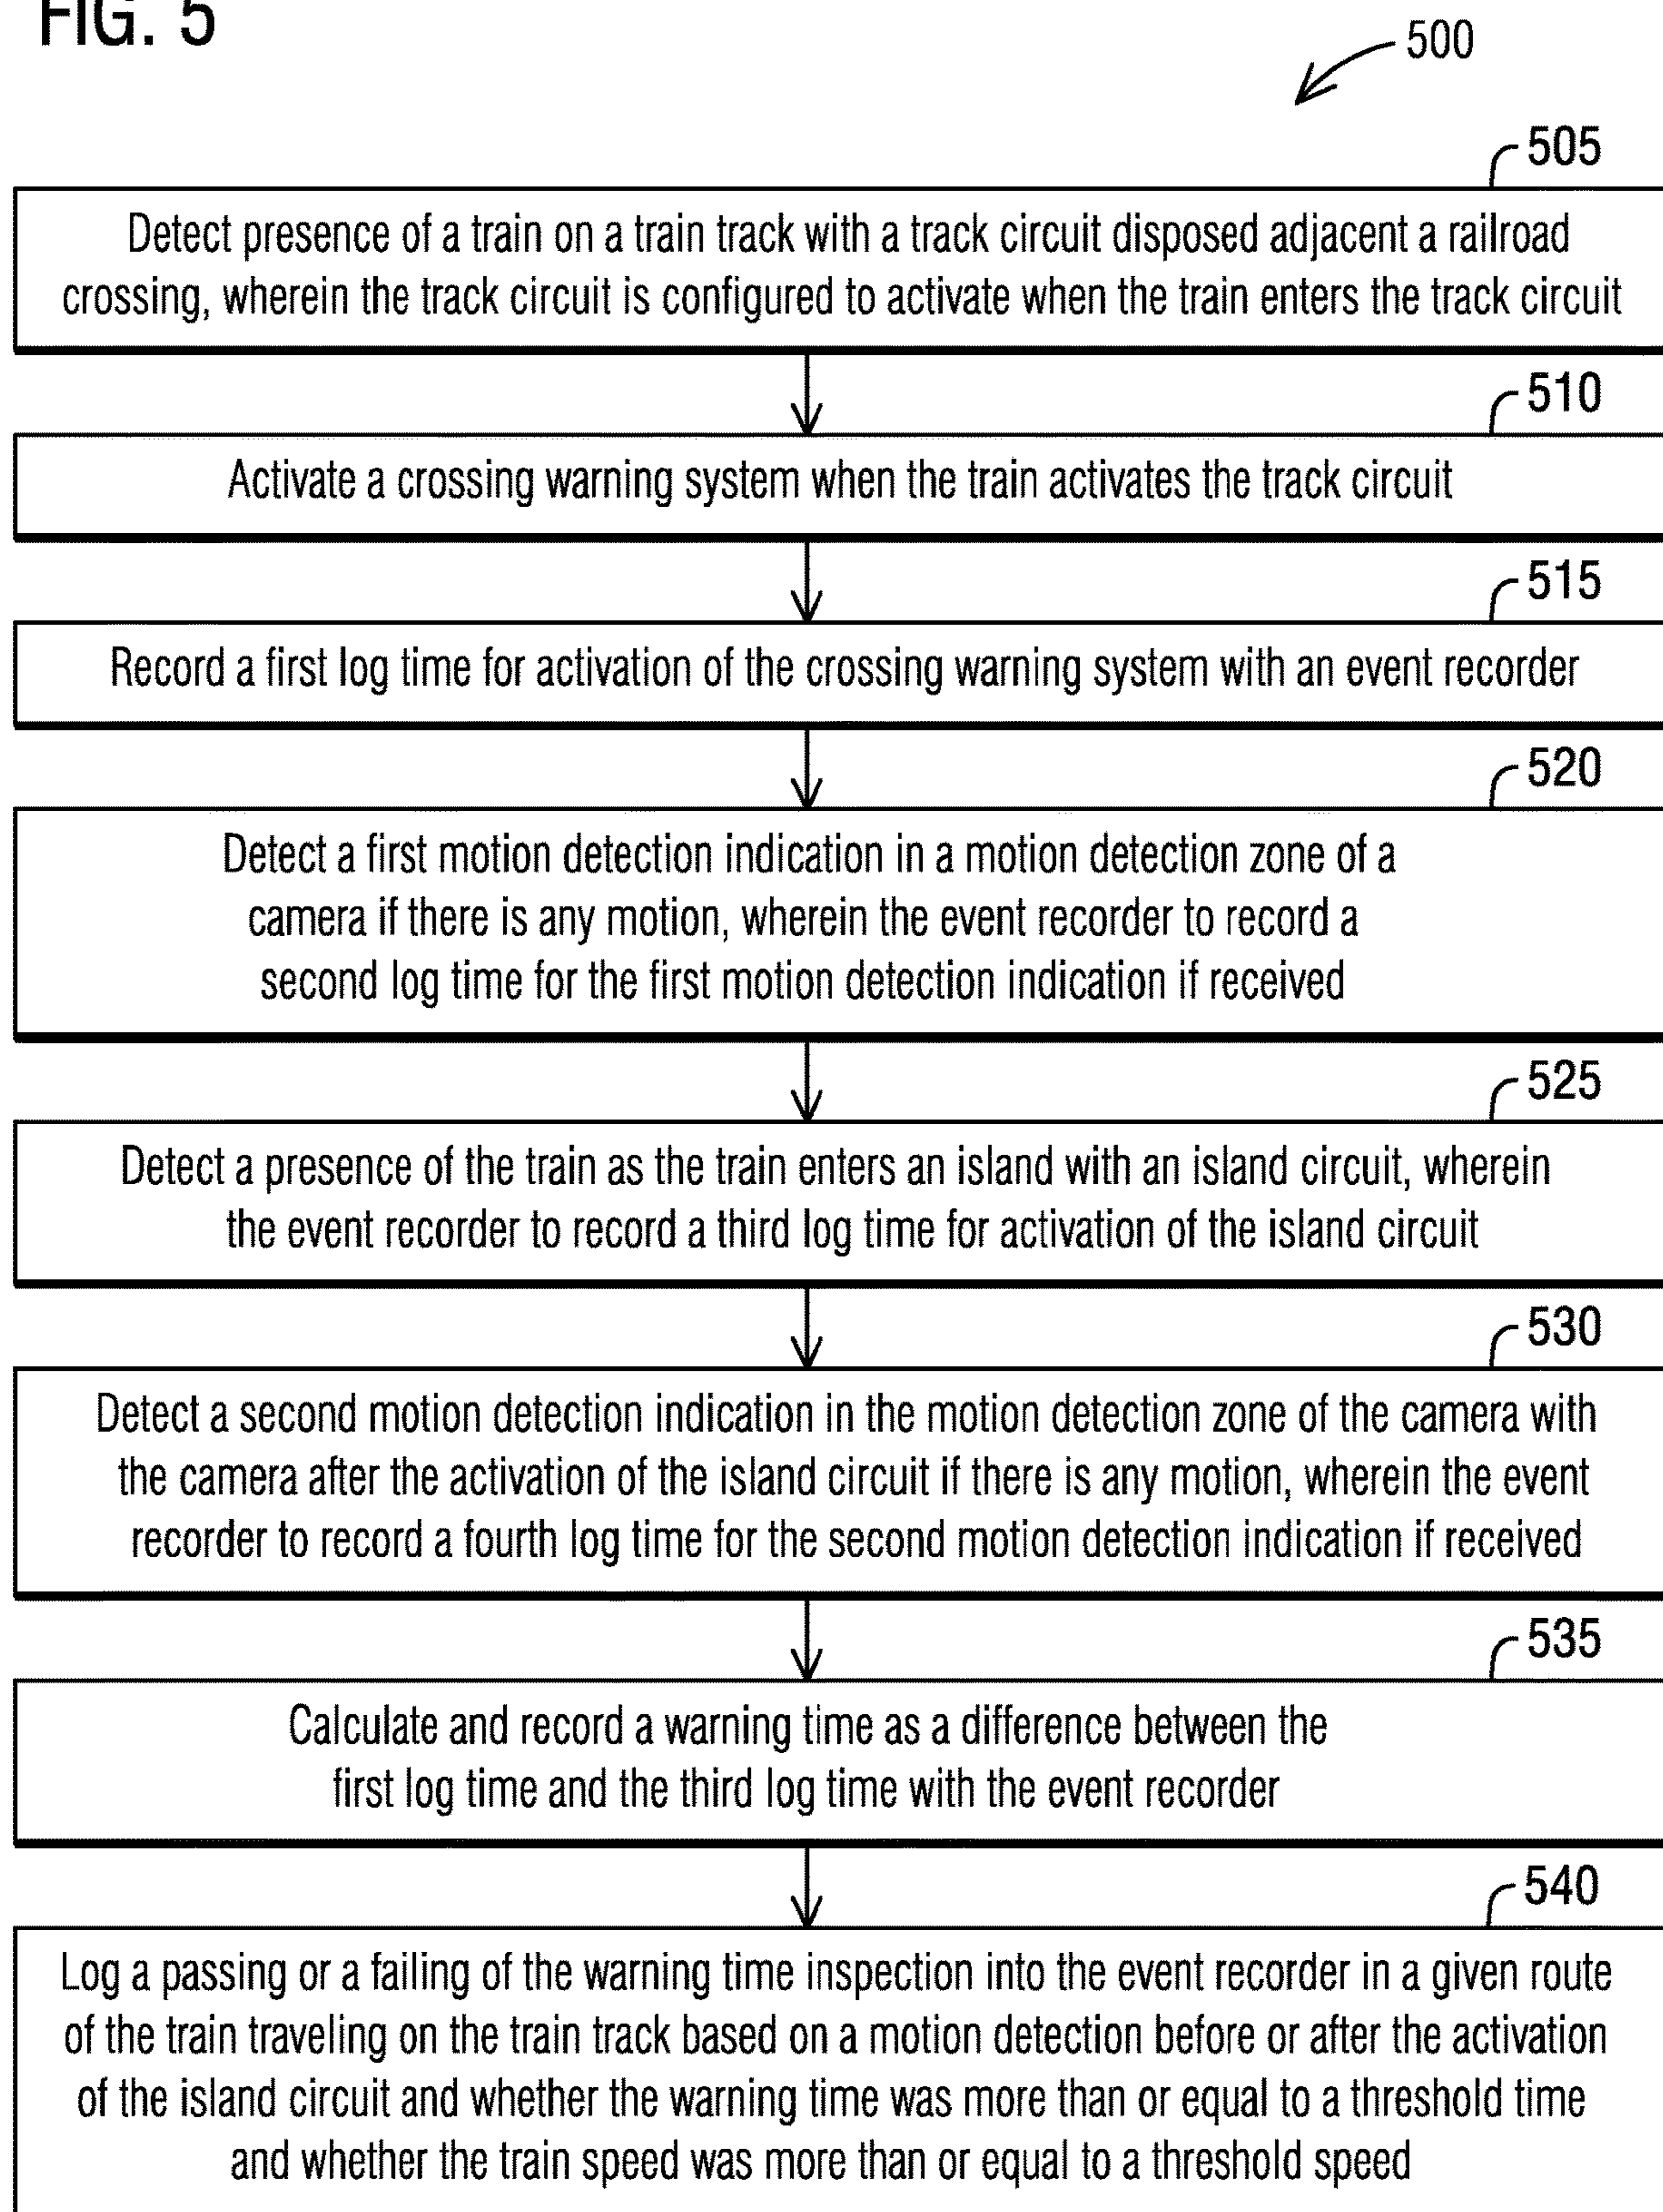 FIG. 5
500
505
Detect presence of a train on a train track with a track circuit disposed adjacent a railroad
crossing, wherein the track circuit is configured to activate when the train enters the track circuit
510
Activate a crossing warning system when the train activates the track circuit
515
Record a first log time for activation of the crossing warning system with an event recorder
520
Detect a first motion detection indication in a motion detection zone of a
camera if there is any motion, wherein the event recorder to record a
second log time for the first motion detection indication if received
525
Detect a presence of the train as the train enters an island with an island circuit, wherein
the event recorder to record a third log time for activation of the island circuit
530
Detect a second motion detection indication in the motion detection zone of the camera with
the camera after the activation of the island circuit if there is any motion, wherein the event
recorder to record a fourth log time for the second motion detection indication if received
535
Calculate and record a warning time as a difference between the
first log time and the third log time with the event recorder
540
Log a passing or a failing of the warning time inspection into the event recorder in a given route
of the train traveling on the train track based on a motion detection before or after the activation
of the island circuit and whether the warning time was more than or equal to a threshold time
and whether the train speed was more than or equal to a threshold speed